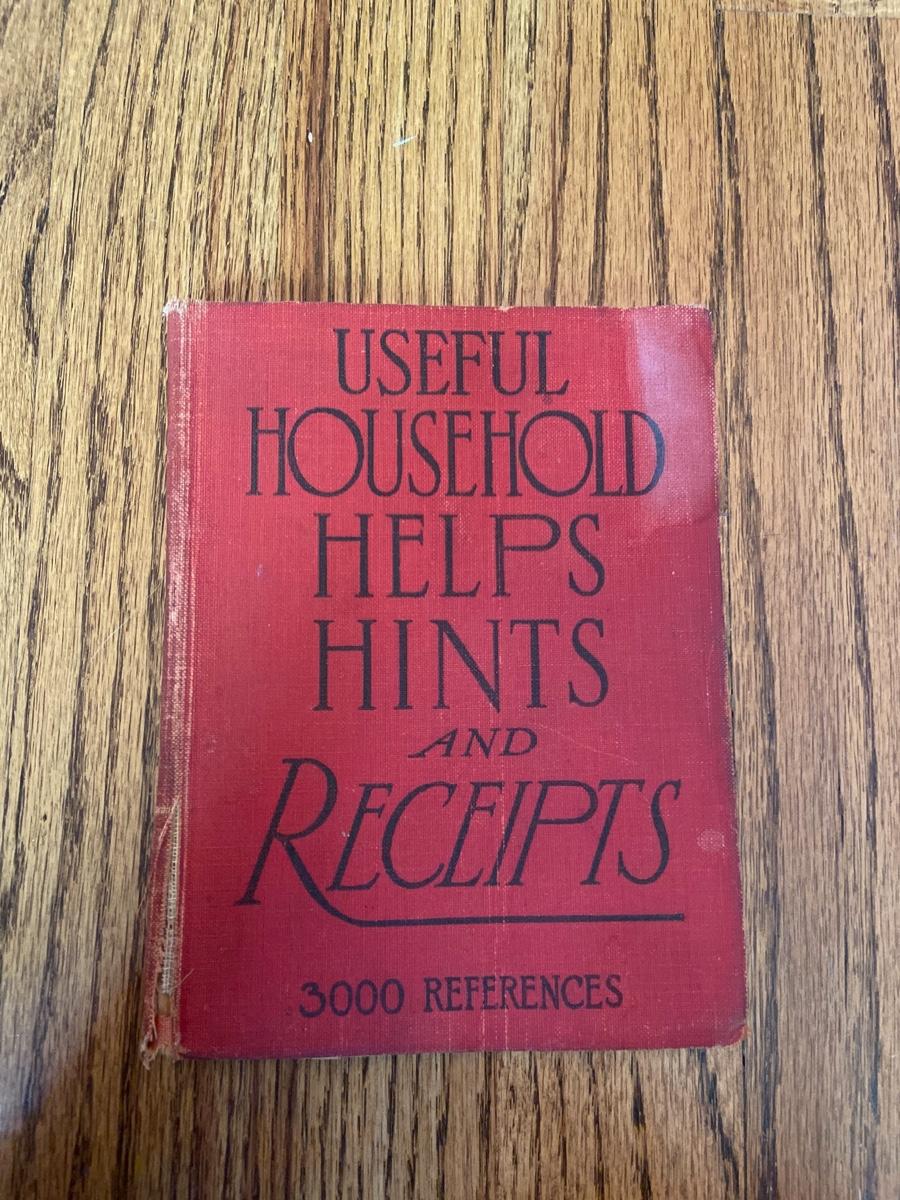 USEFUL
HOUSEHOLD
HELPS
HINTS
AND
RECEIPTS
3000 REFERENCES